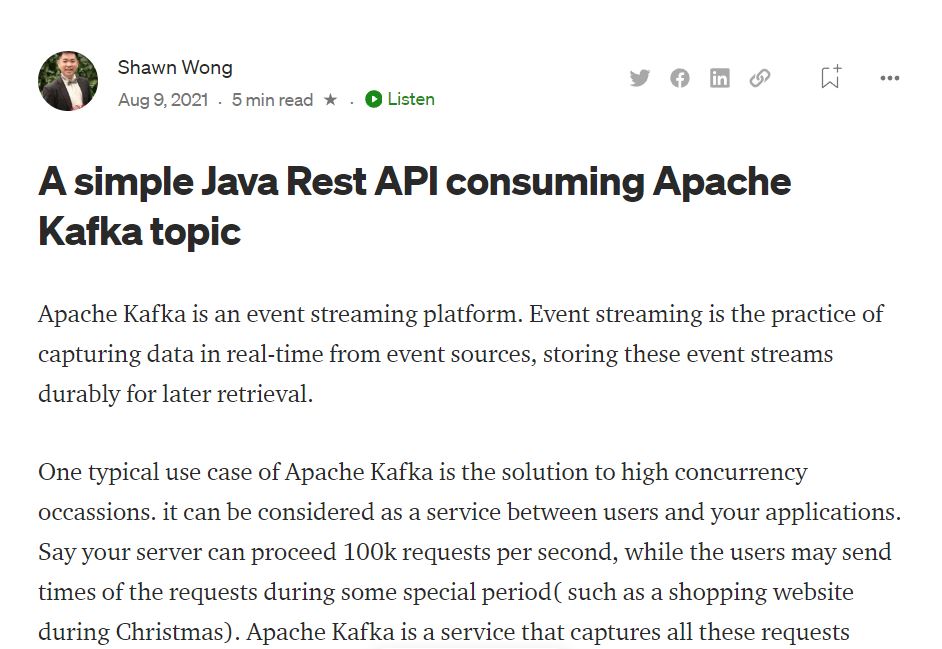 Shawn Wong
Aug 9, 2021 · 5 min read ★ · Listen
A simple Java Rest API consuming Apache
Kafka topic
Apache Kafka is an event streaming platform. Event streaming is the practice of
capturing data in real-time from event sources, storing these event streams
durably for later retrieval.
One typical use case of Apache Kafka is the solution to high concurrency
occassions. it can be considered as a service between users and your applications.
Say your server can proceed 100k requests per second, while the users may send
times of the requests during some special period( such as a shopping website
during Christmas). Apache Kafka is a service that captures all these requests